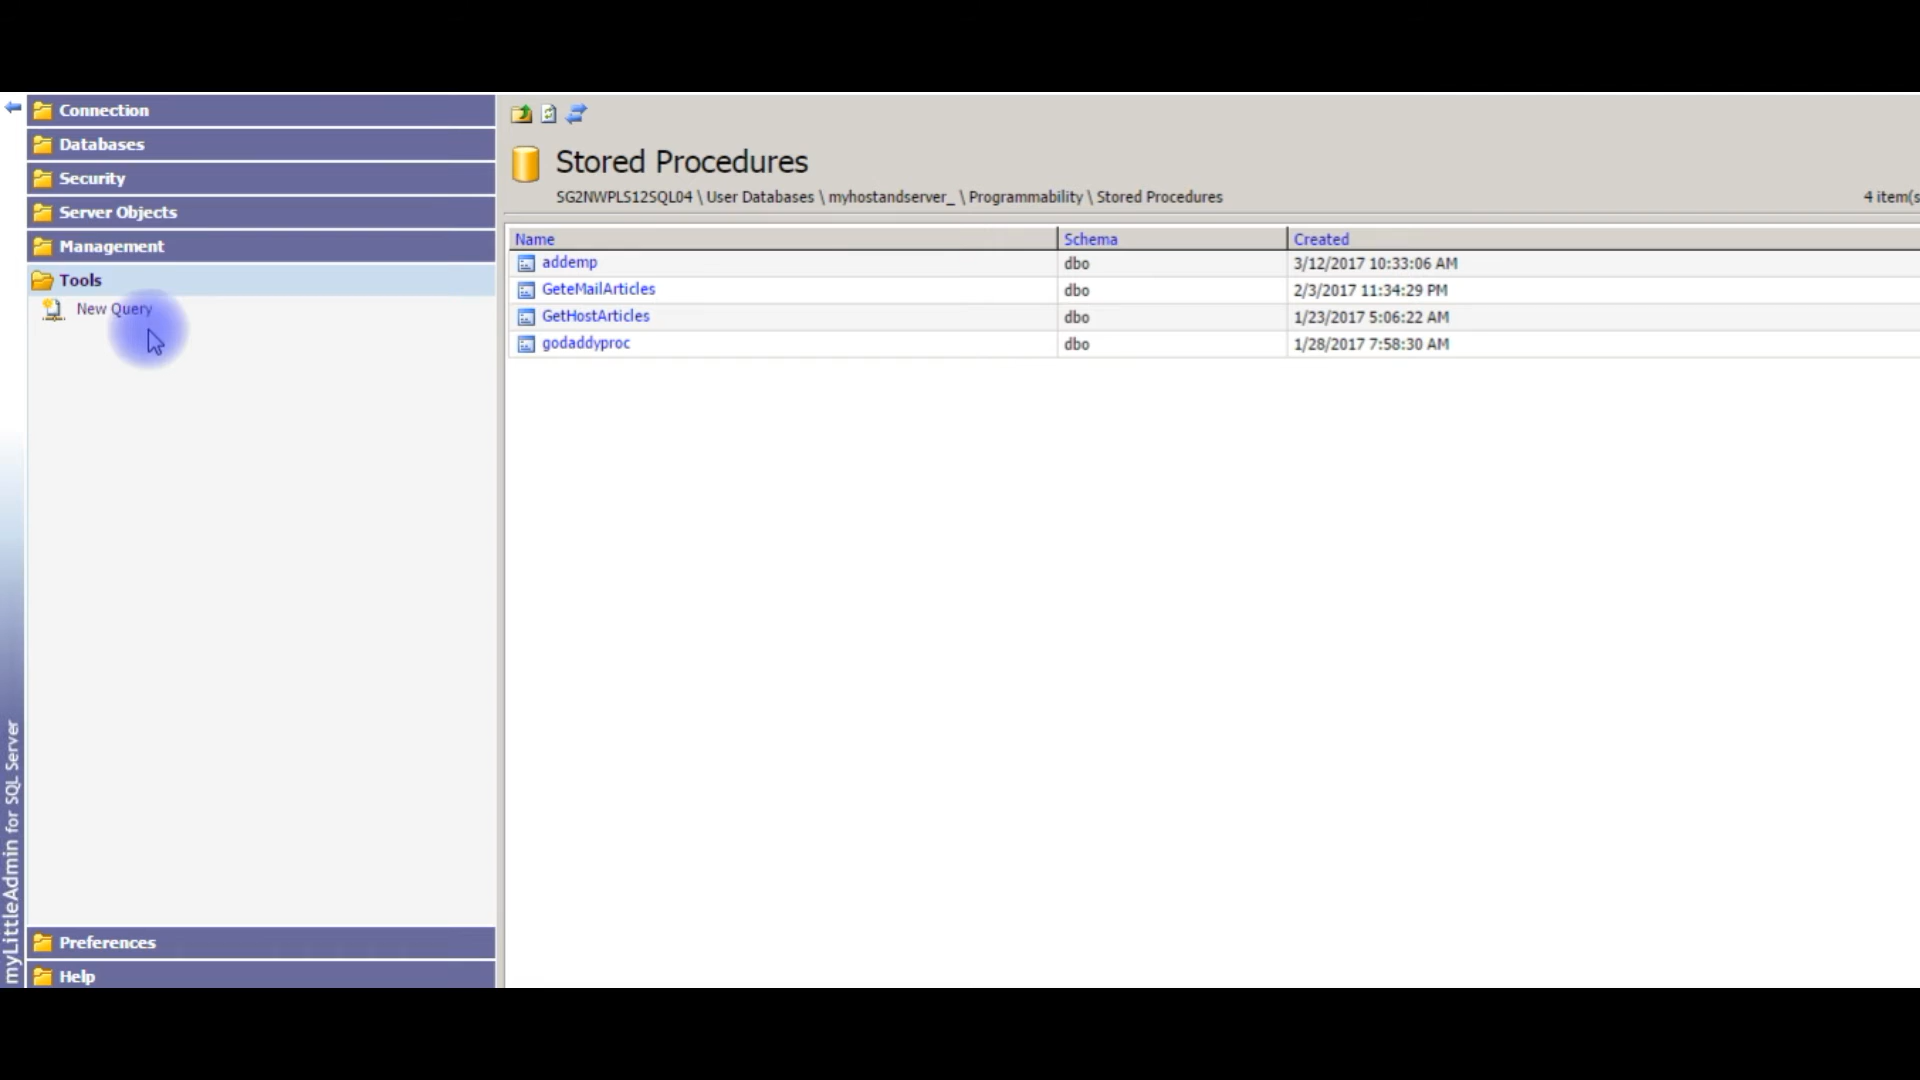 Connection
Databases
Security
Server Objects
Management
Tools
New Query
Preferences
Help
myLittleAdmin for SQL Server
Stored Procedures
SG2NWPLS12SQL04 \ User Databases \ myhostandserver_ \ Programmability \ Stored Procedures
4 item(s
Name Schema Created
addemp dbo 3/12/2017 10:33:06 AM
GeteMailArticles dbo 2/3/2017 11:34:29 PM
GetHostArticles dbo 1/23/2017 5:06:22 AM
godaddyproc dbo 1/28/2017 7:58:30 AM